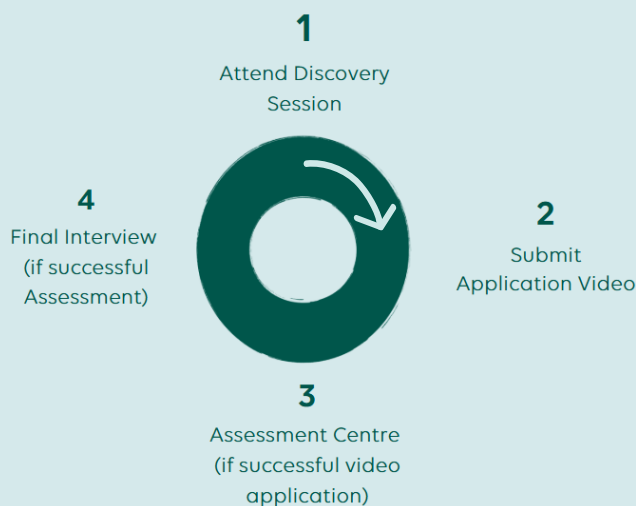 1
Attend Discovery
Session
2
Submit
Application Video
3
Assessment Centre
(if successful video
application)
4
Final Interview
(if successful
Assessment)